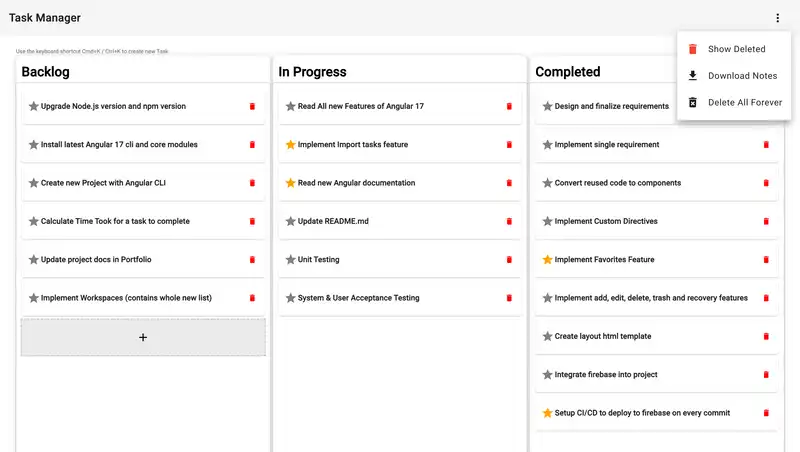 Task Manager
Show Deleted
Download Notes
Delete All Forever
Use the keyboard shortcut Cmd+K / Ctrl+K to create new Task.
Backlog
Upgrade Node.js version and npm version
Install latest Angular 17 cli and core modules
Create new Project with Angular CLI
Calculate Time Took for a task to complete
Update project docs in Portfolio
Implement Workspaces (contains whole new list)
+
In Progress
Read All new Features of Angular 17
Implement Import tasks feature
Read new Angular documentation
Update README.md
Unit Testing
System & User Acceptance Testing
Completed
Design and finalize requirements
Implement single requirement
Convert reused code to components
Implement Custom Directives
Implement Favorites Feature
Implement add, edit, delete, trash and recovery features
Create layout html template
Integrate firebase into project
Setup CI/CD to deploy to firebase on every commit